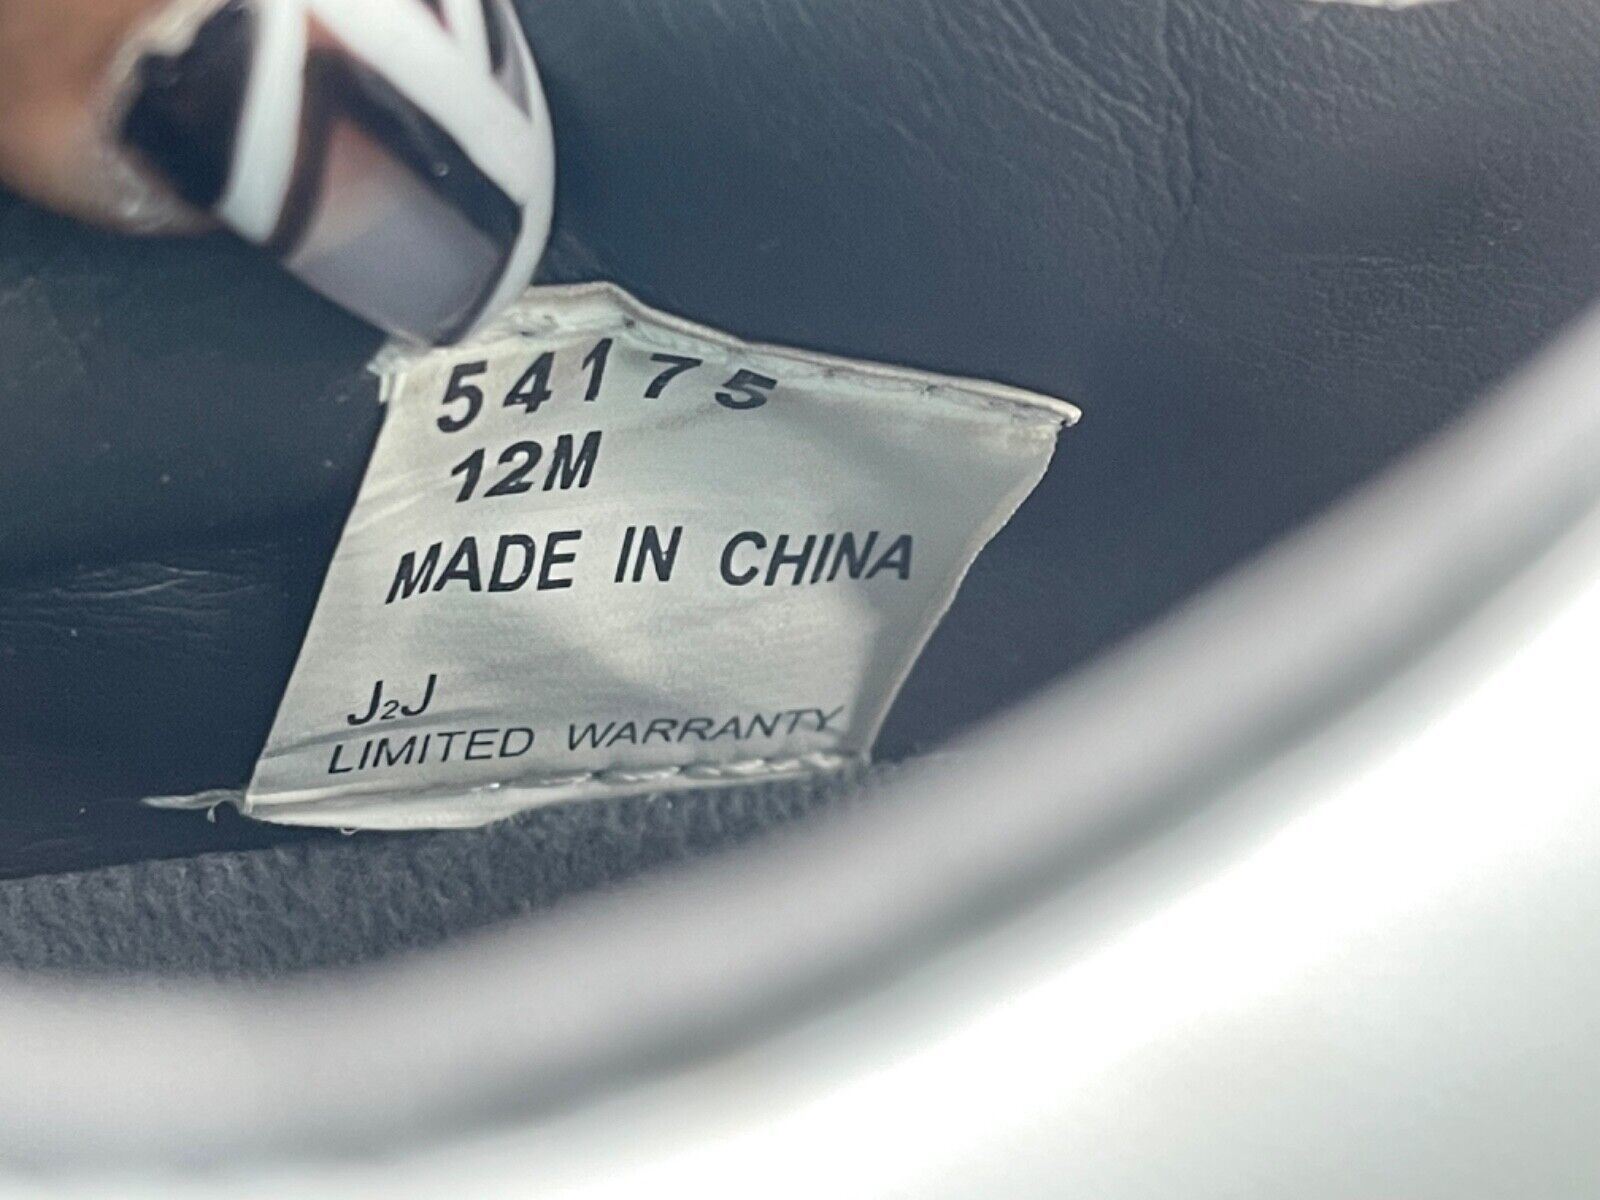 54175
12M
MADE IN CHINA
J2J
LIMITED WARRANTY